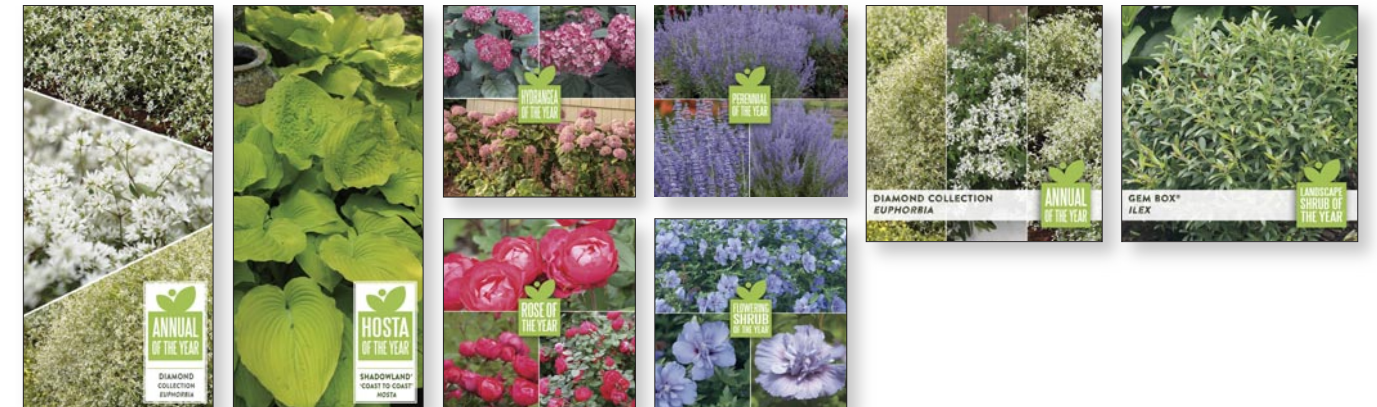 ANNUAL
OF THE YEAR
DIAMOND
COLLECTION
EUPHORBIA
HOSTA
OF THE YEAR
SHADOWLAND®
'COAST TO COAST'
HOSTA
HYDRANGEA
OF THE YEAR
PERENNIAL
OF THE YEAR
ROSE OF
THE YEAR
FLOWERING
SHRUB
OF THE YEAR
DIAMOND COLLECTION
EUPHORBIA
ANNUAL
OF THE YEAR
GEM BOX®
ILEX
LANDSCAPE
SHRUB OF
THE YEAR